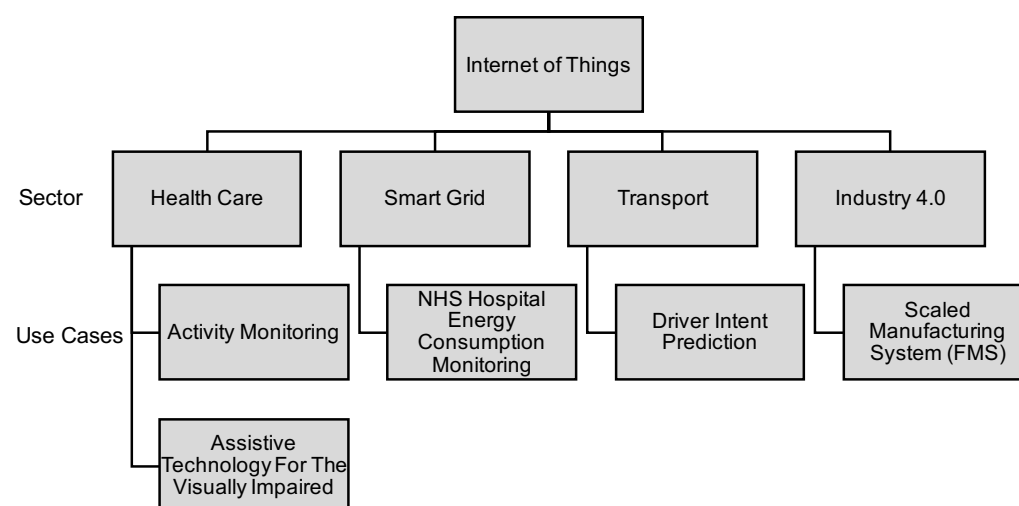 Internet of Things
Sector
Health Care
Smart Grid
Transport
Industry 4.0
Use Cases
Activity Monitoring
NHS Hospital
Energy
Consumption
Monitoring
Driver Intent
Prediction
Scaled
Manufacturing
System (FMS)
Assistive
Technology For The
Visually Impaired